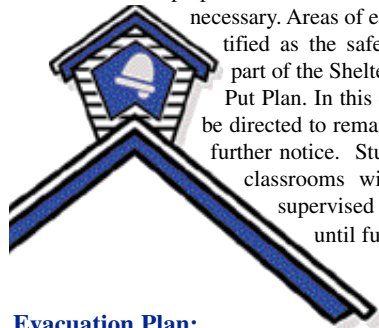 necessary. Areas of e
tified as the safe
part of the Shelte
Put Plan. In this
be directed to rema
further notice. Stu
classrooms wi
supervised
until fu
Evacuation Plan: